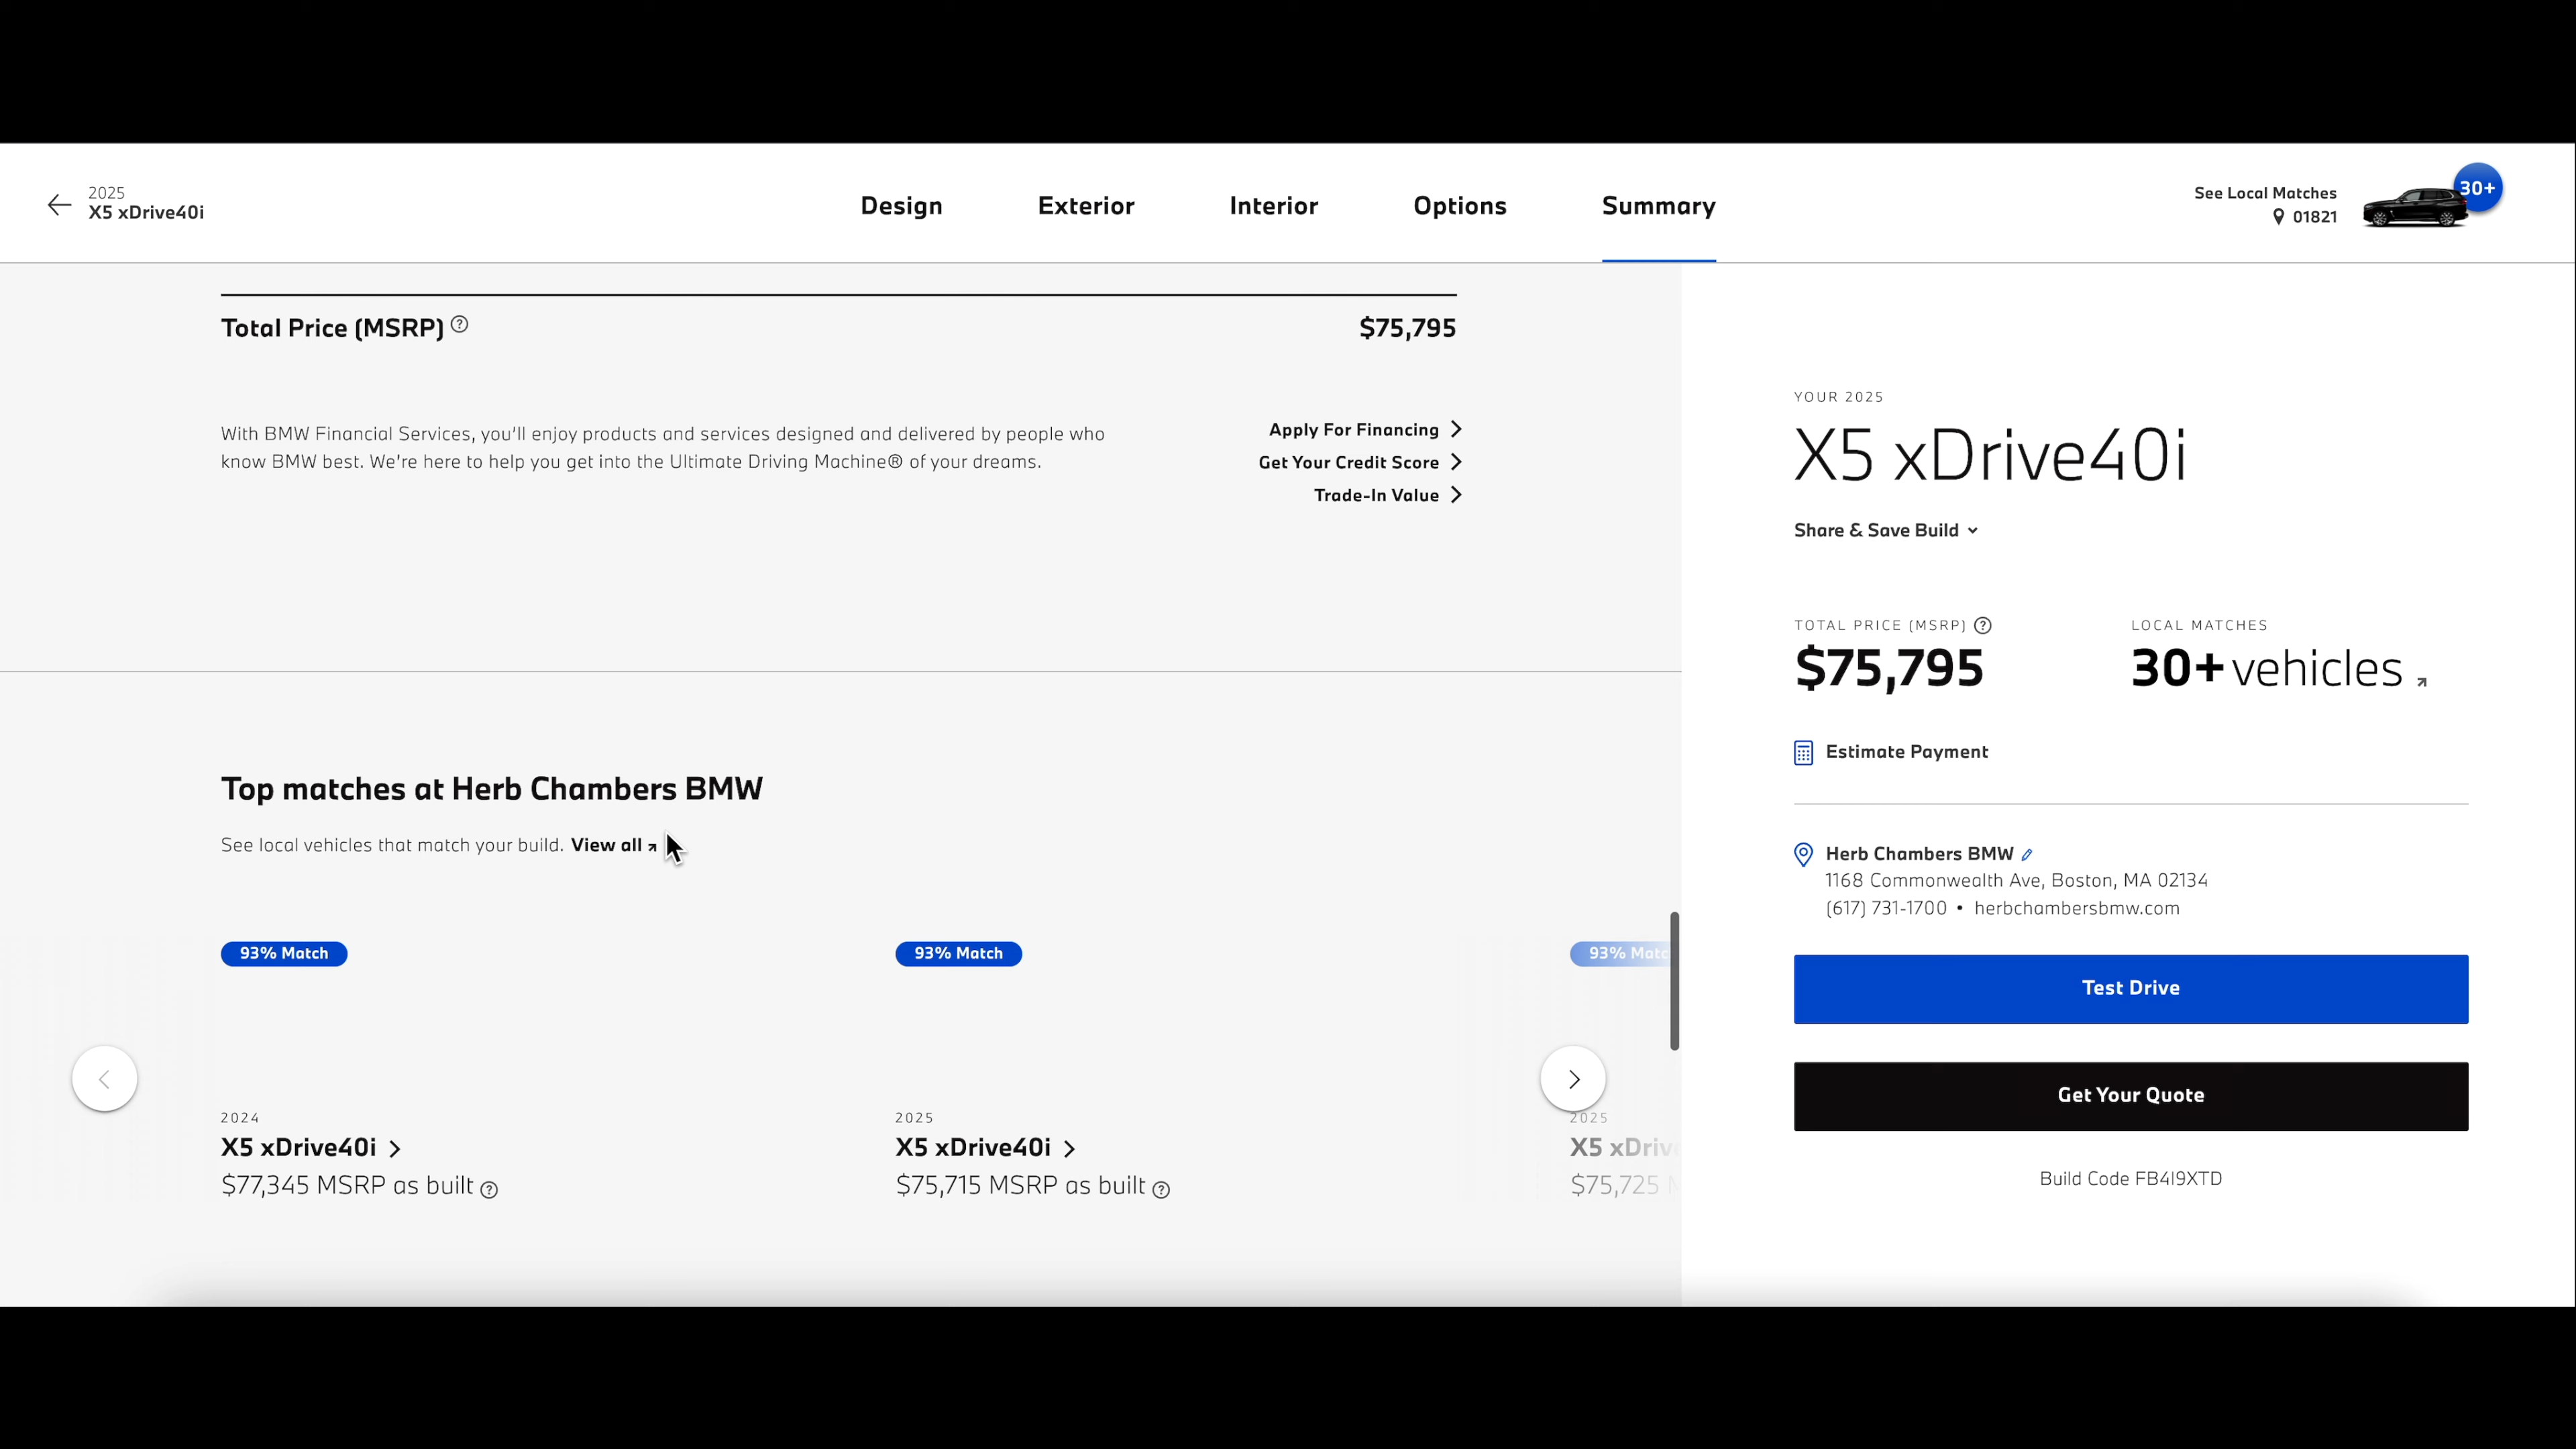 2025
X5 xDrive40i
Design
Exterior
Interior
Options
Summary
See Local Matches
01821
30+
Total Price (MSRP) ?
$75,795
With BMW Financial Services, you'll enjoy products and services designed and delivered by people who
know BMW best. We're here to help you get into the Ultimate Driving Machine® of your dreams.
Apply For Financing
Get Your Credit Score
Trade-In Value
Top matches at Herb Chambers BMW
See local vehicles that match your build. View all
93% Match
2024
X5 xDrive40i
$77,345 MSRP as built ?
93% Match
2025
X5 xDrive40i
$75,715 MSRP as built ?
93% Matc
2025
X5 xDriv
$75,725 M
YOUR 2025
X5 xDrive40i
Share & Save Build
TOTAL PRICE (MSRP) ?
$75,795
LOCAL MATCHES
30+ vehicles
Estimate Payment
Herb Chambers BMW
1168 Commonwealth Ave, Boston, MA 02134
(617) 731-1700 • herbchambersbmw.com
Test Drive
Get Your Quote
Build Code FB4I9XTD